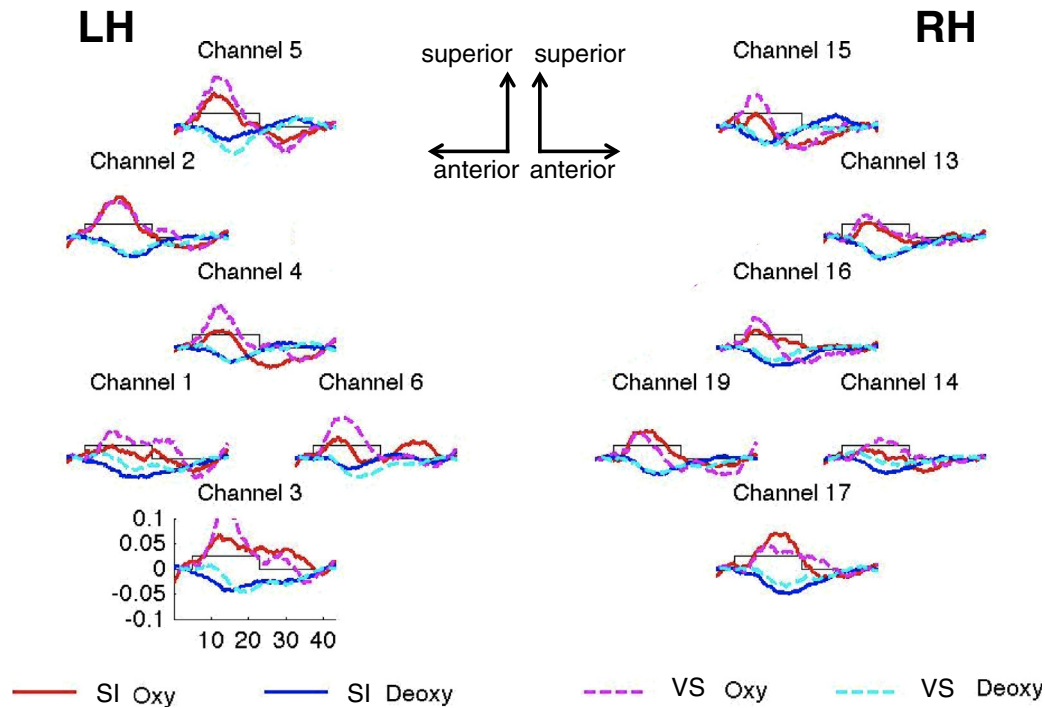 LH
RH
Channel 5
superior
superior
Channel 15
anterior
anterior
Channel 2
Channel 13
Channel 4
Channel 16
Channel 1
Channel 6
Channel 19
Channel 14
Channel 3
Channel 17
0.1
0.05
0
-0.05
-0.1
10 20 30 40
SI Oxy
SI Deoxy
VS Oxy
VS Deoxy